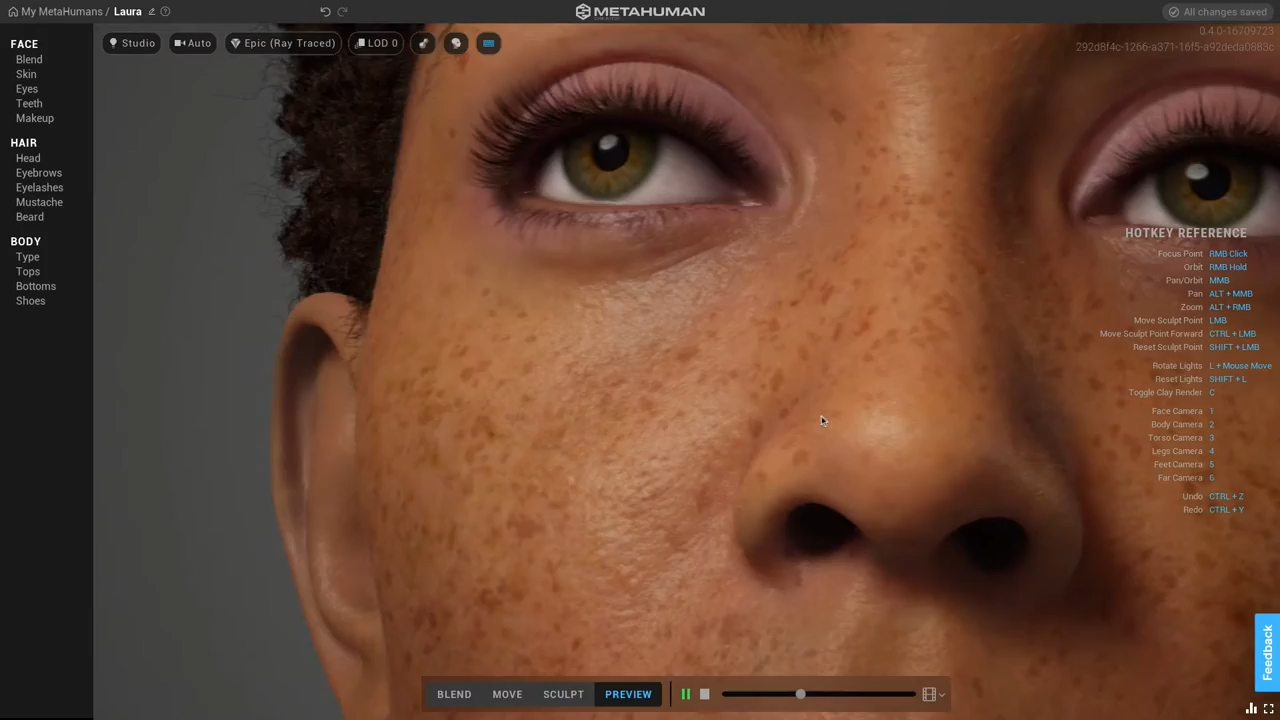 My MetaHumans / Laura
METAHUMAN
All changes saved
0.4.0-16709723
292d8f4c-1266-a371-16f5-a92deda0883c
Studio
Auto
Epic (Ray Traced)
LOD 0
FACE
Blend
Skin
Eyes
Teeth
Makeup
HAIR
Head
Eyebrows
Eyelashes
Mustache
Beard
BODY
Type
Tops
Bottoms
Shoes
HOTKEY REFERENCE
Focus Point RMB Click
Orbit RMB Hold
Pan/Orbit MMB
Pan ALT + MMB
Zoom ALT + RMB
Move Sculpt Point LMB
Move Sculpt Point Forward CTRL + LMB
Reset Sculpt Point SHIFT + LMB
Rotate Lights L + Mouse Move
Reset Lights SHIFT + L
Toggle Clay Render C
Face Camera 1
Body Camera 2
Torso Camera 3
Legs Camera 4
Feet Camera 5
Far Camera 6
Undo CTRL + Z
Redo CTRL + Y
Feedback
BLEND MOVE SCULPT PREVIEW